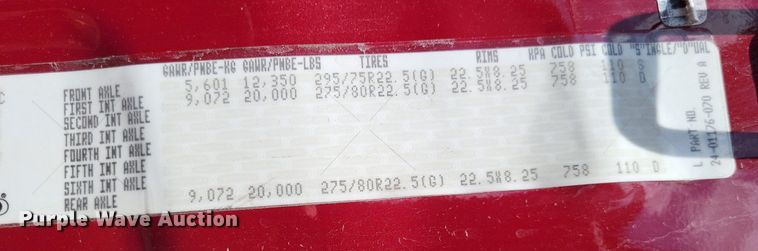 GAWR/PNBE-KG GAWR/PNBE-LBS TIRES RIMS KPA COLD PSI COLD "S"INGLE/"D"UAL
FRONT AXLE 5,601 12,350 295/75R22.5(G) 22.5x8.25 758 110 S
FIRST INT AXLE 9,072 20,000 275/80R22.5(G) 22.5x8.25 758 110 D
SECOND INT AXLE
THIRD INT AXLE
FOURTH INT AXLE
FIFTH INT AXLE
SIXTH INT AXLE
REAR AXLE 9,072 20,000 275/80R22.5(G) 22.5x8.25 758 110 D
L PART NO.
24-01176-070 REV A
Purple Wave Auction